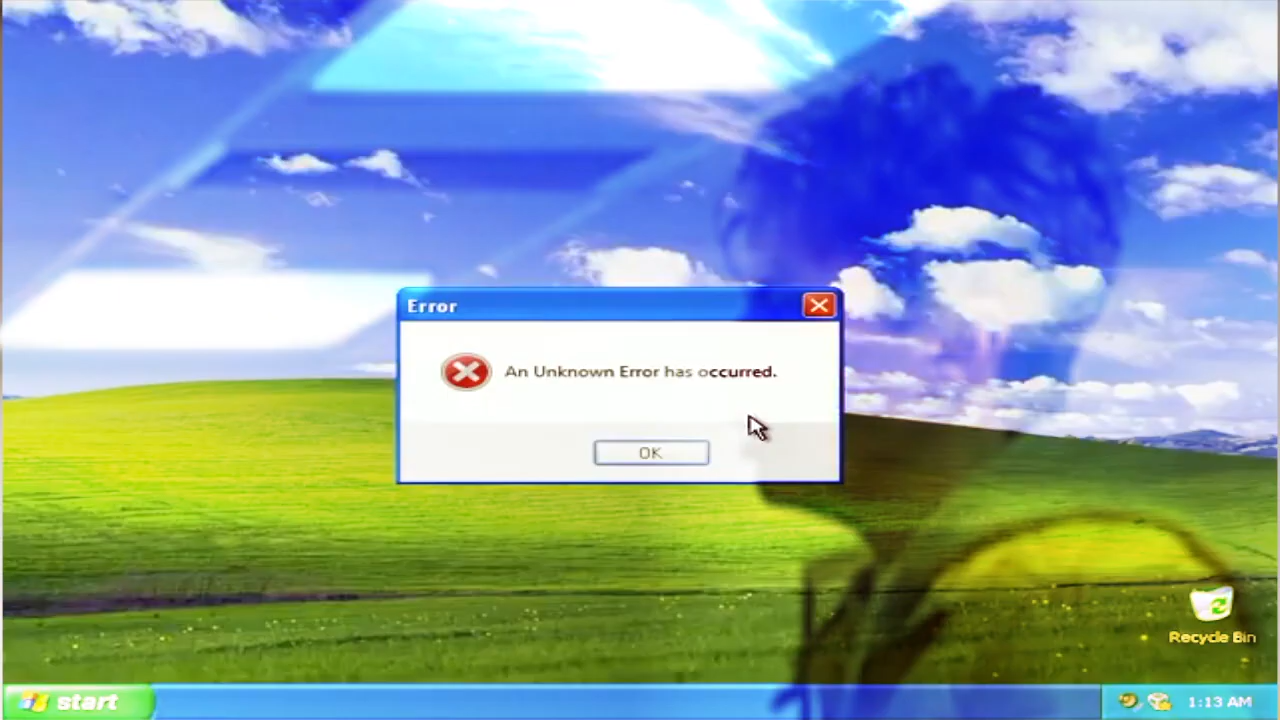 Error
An Unknown Error has occurred.
OK
Recycle Bin
start
1:13 AM